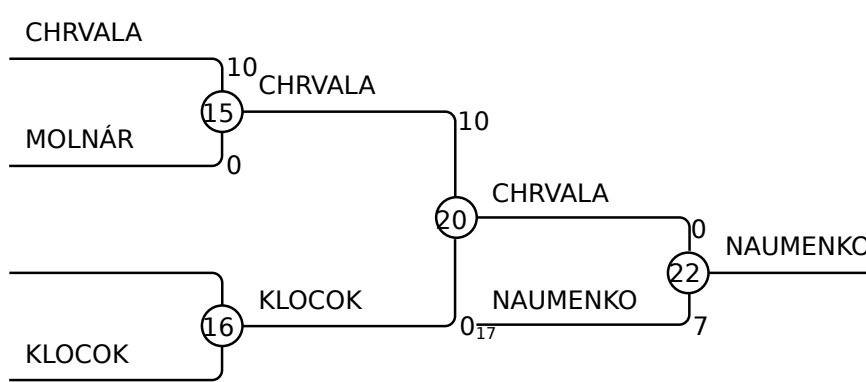 CHRVALA
10
CHRVALA
15
10
MOLNÁR
0
CHRVALA
20
0
NAUMENKO
22
KLOCOK
NAUMENKO
16
0
17
7
KLOCOK